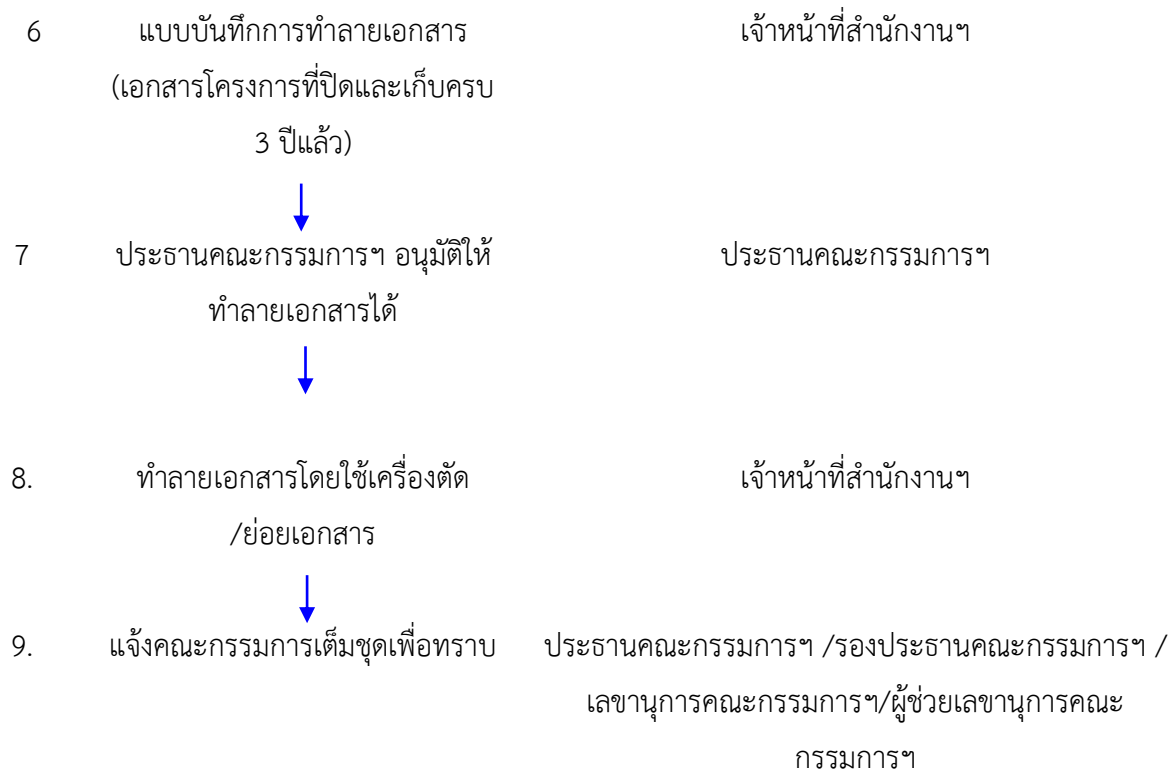 6 แบบบันทึกการทำลายเอกสาร เจ้าหน้าที่สำนักงานฯ
(เอกสารโครงการที่ปิดและเก็บครบ
3 ปีแล้ว)
7 ประธานคณะกรรมการฯ อนุมัติให้ ประธานคณะกรรมการฯ
ทำลายเอกสารได้
8. ทำลายเอกสารโดยใช้เครื่องตัด เจ้าหน้าที่สำนักงานฯ
/ย่อยเอกสาร
9. แจ้งคณะกรรมการเต็มชุดเพื่อทราบ ประธานคณะกรรมการฯ /รองประธานคณะกรรมการฯ /
เลขานุการคณะกรรมการฯ/ผู้ช่วยเลขานุการคณะ
กรรมการฯ